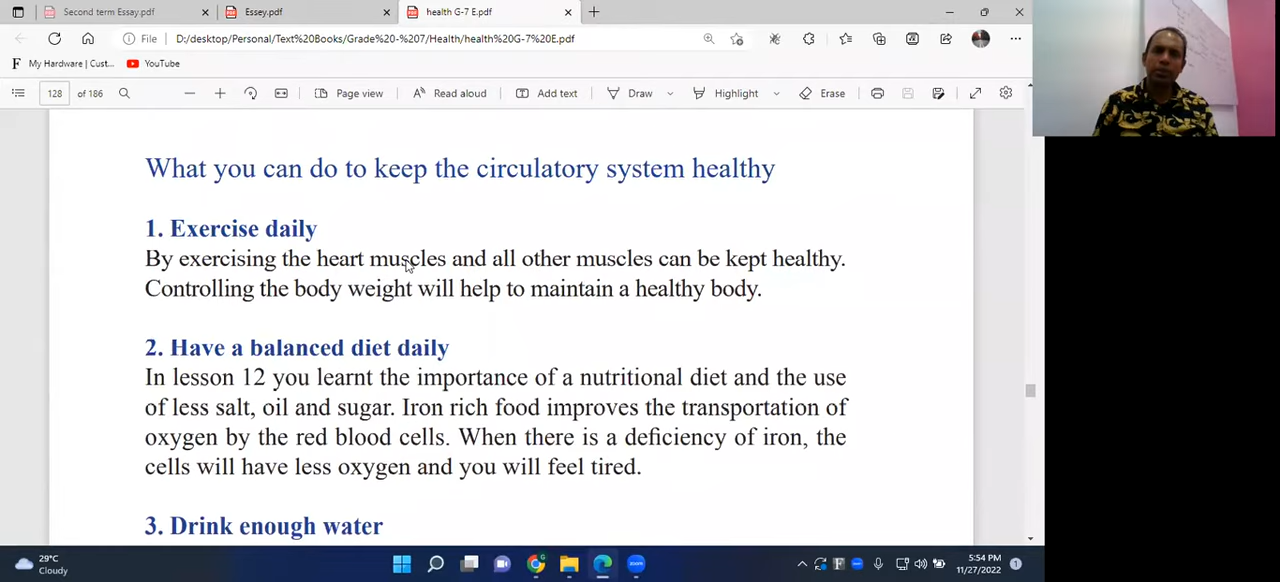 Second term Essay.pdf
Essey.pdf
health G-7 E.pdf
File
D:/desktop/Personal/Text%20Books/Grade%20-%207/Health/health%20G-7%20E.pdf
My Hardware | Cust...
YouTube
128 of 186
Page view
Read aloud
Add text
Draw
Highlight
Erase
What you can do to keep the circulatory system healthy
1. Exercise daily
By exercising the heart muscles and all other muscles can be kept healthy.
Controlling the body weight will help to maintain a healthy body.
2. Have a balanced diet daily
In lesson 12 you learnt the importance of a nutritional diet and the use
of less salt, oil and sugar. Iron rich food improves the transportation of
oxygen by the red blood cells. When there is a deficiency of iron, the
cells will have less oxygen and you will feel tired.
3. Drink enough water
29°C
Cloudy
zoom
5:54 PM
11/27/2022
1